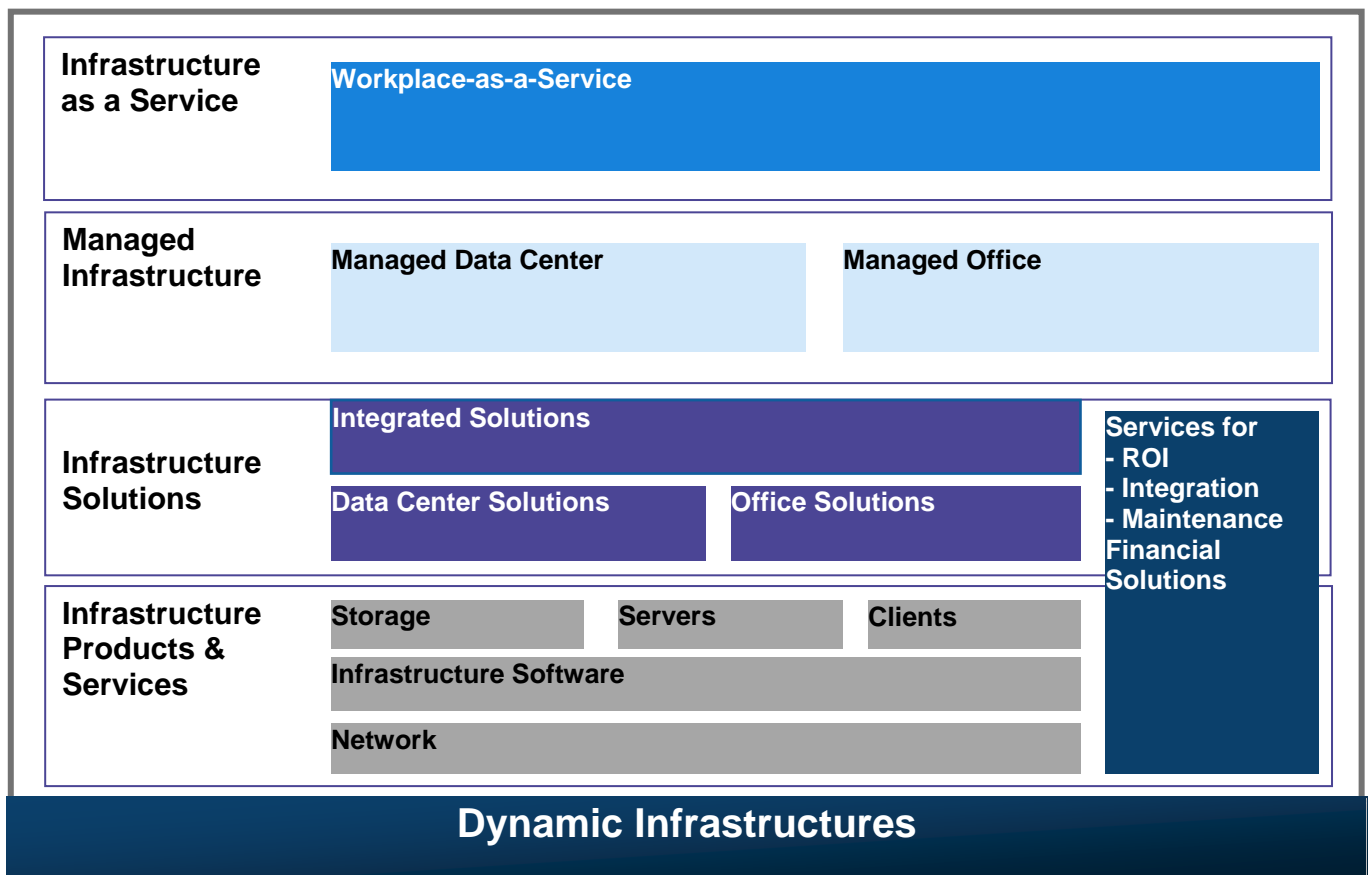 Infrastructure
as a Service
Workplace-as-a-Service
Managed
Infrastructure
Managed Data Center
Managed Office
Infrastructure
Solutions
Integrated Solutions
Data Center Solutions
Office Solutions
Services for
- ROI
- Integration
- Maintenance
Financial
Solutions
Infrastructure
Products &
Services
Storage
Servers
Clients
Infrastructure Software
Network
Dynamic Infrastructures